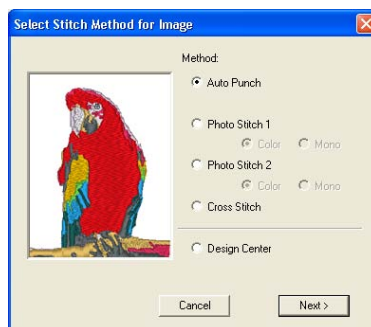 Select Stitch Method for Image
Method:
Auto Punch
Photo Stitch 1
Color Mono
Photo Stitch 2
Color Mono
Cross Stitch
Design Center
Cancel Next >